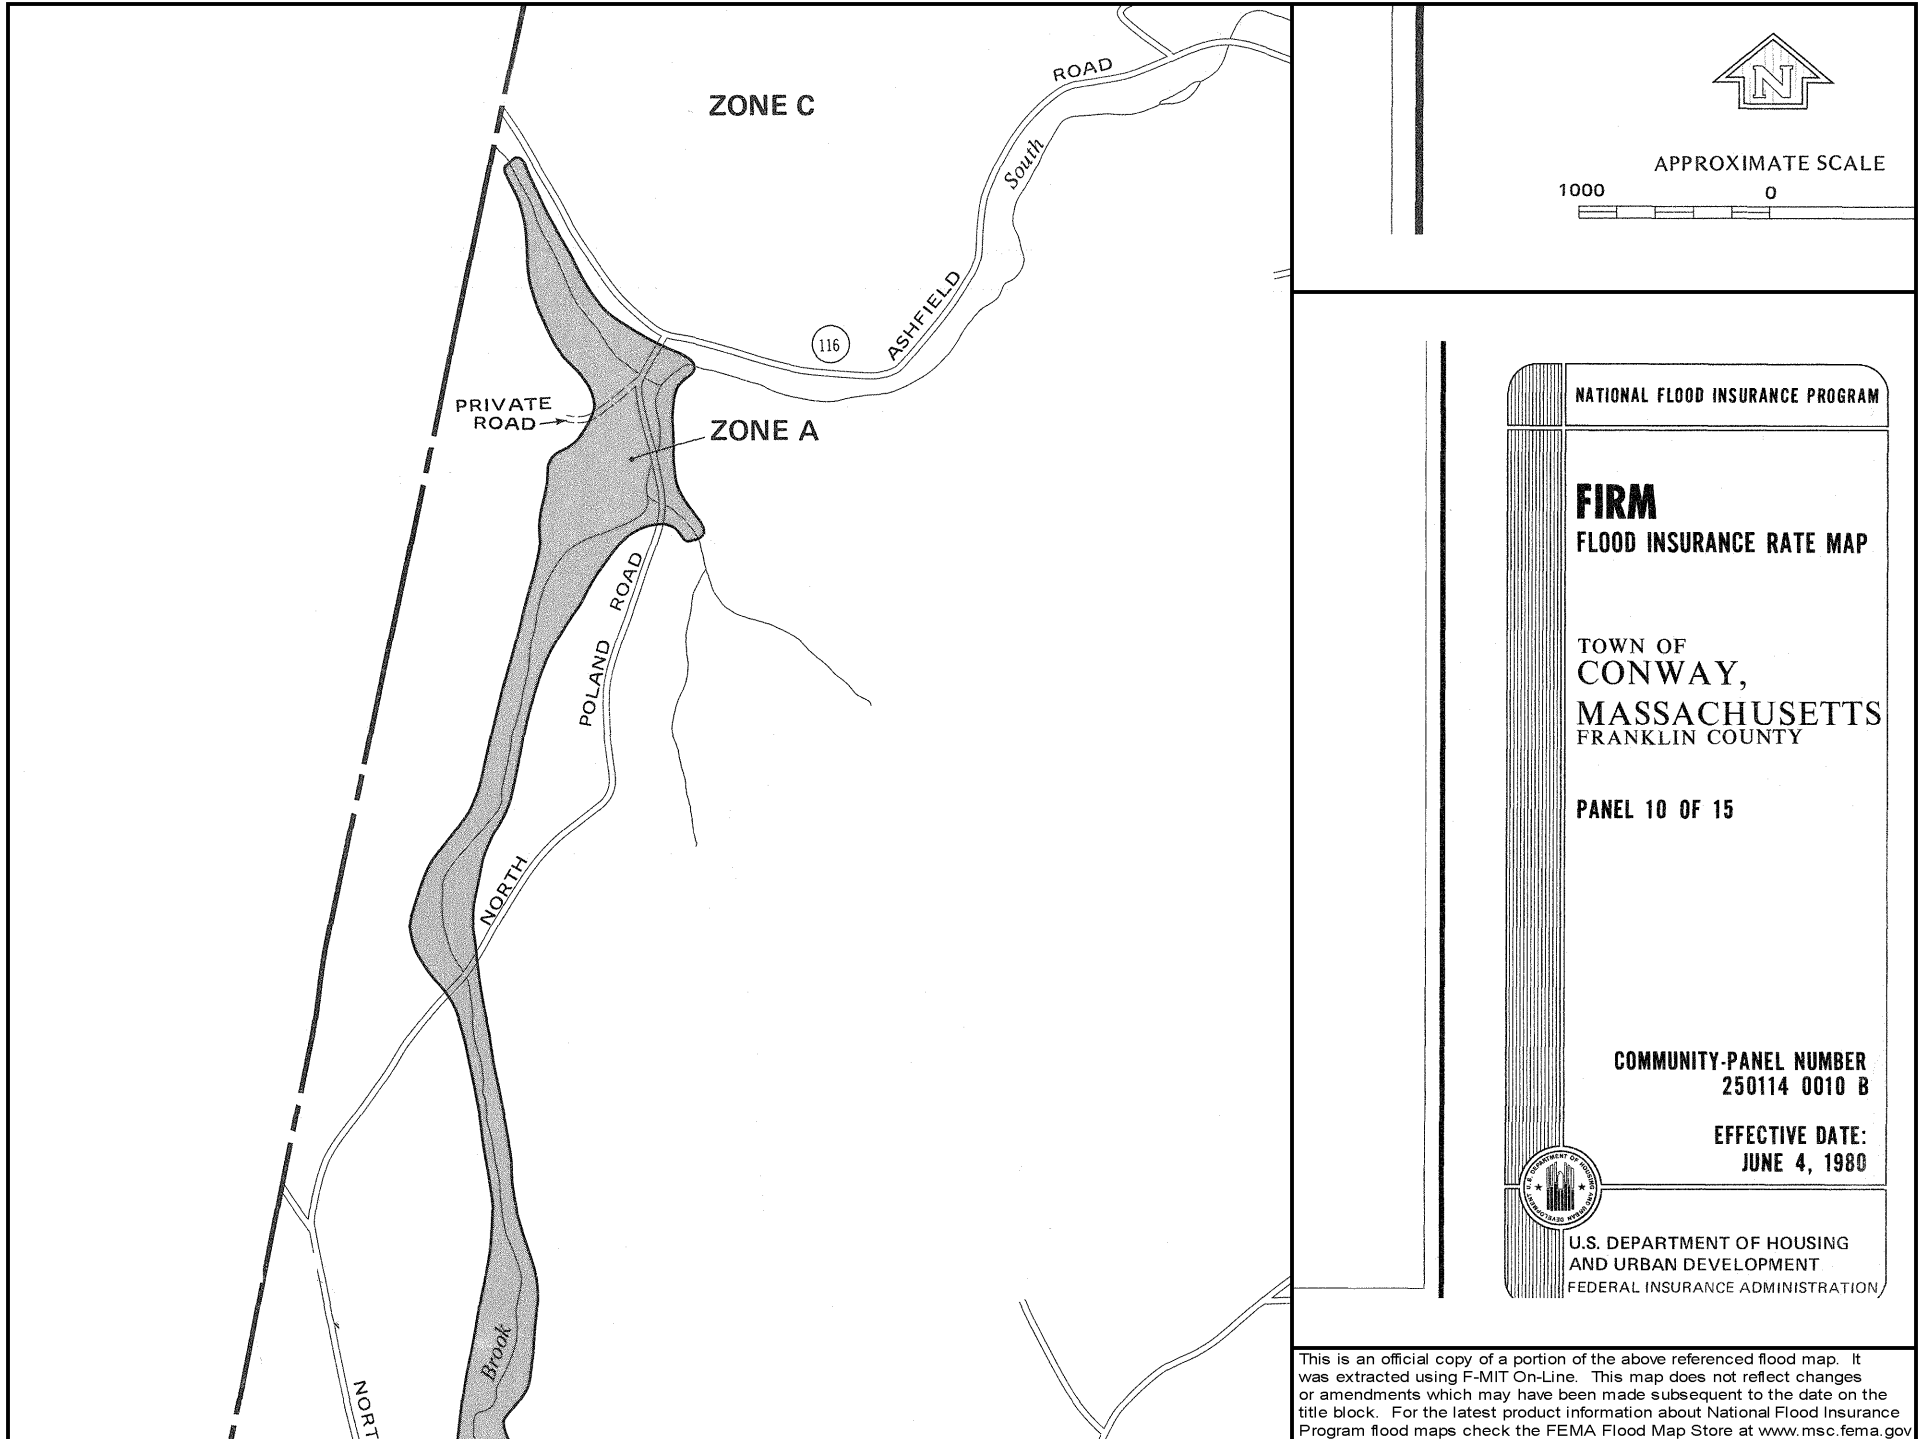 ZONE C
ROAD
South
ASHFIELD
116
PRIVATE
ROAD
ZONE A
ROAD
POLAND
NORTH
Brook
NORT
N
APPROXIMATE SCALE
1000 0
NATIONAL FLOOD INSURANCE PROGRAM
FIRM
FLOOD INSURANCE RATE MAP
TOWN OF
CONWAY,
MASSACHUSETTS
FRANKLIN COUNTY
PANEL 10 OF 15
COMMUNITY-PANEL NUMBER
250114 0010 B
EFFECTIVE DATE:
JUNE 4, 1980
U.S. DEPARTMENT OF HOUSING AND URBAN DEVELOPMENT
U.S. DEPARTMENT OF HOUSING
AND URBAN DEVELOPMENT
FEDERAL INSURANCE ADMINISTRATION
This is an official copy of a portion of the above referenced flood map. It
was extracted using F-MIT On-Line. This map does not reflect changes
or amendments which may have been made subsequent to the date on the
title block. For the latest product information about National Flood Insurance
Program flood maps check the FEMA Flood Map Store at www.msc.fema.gov